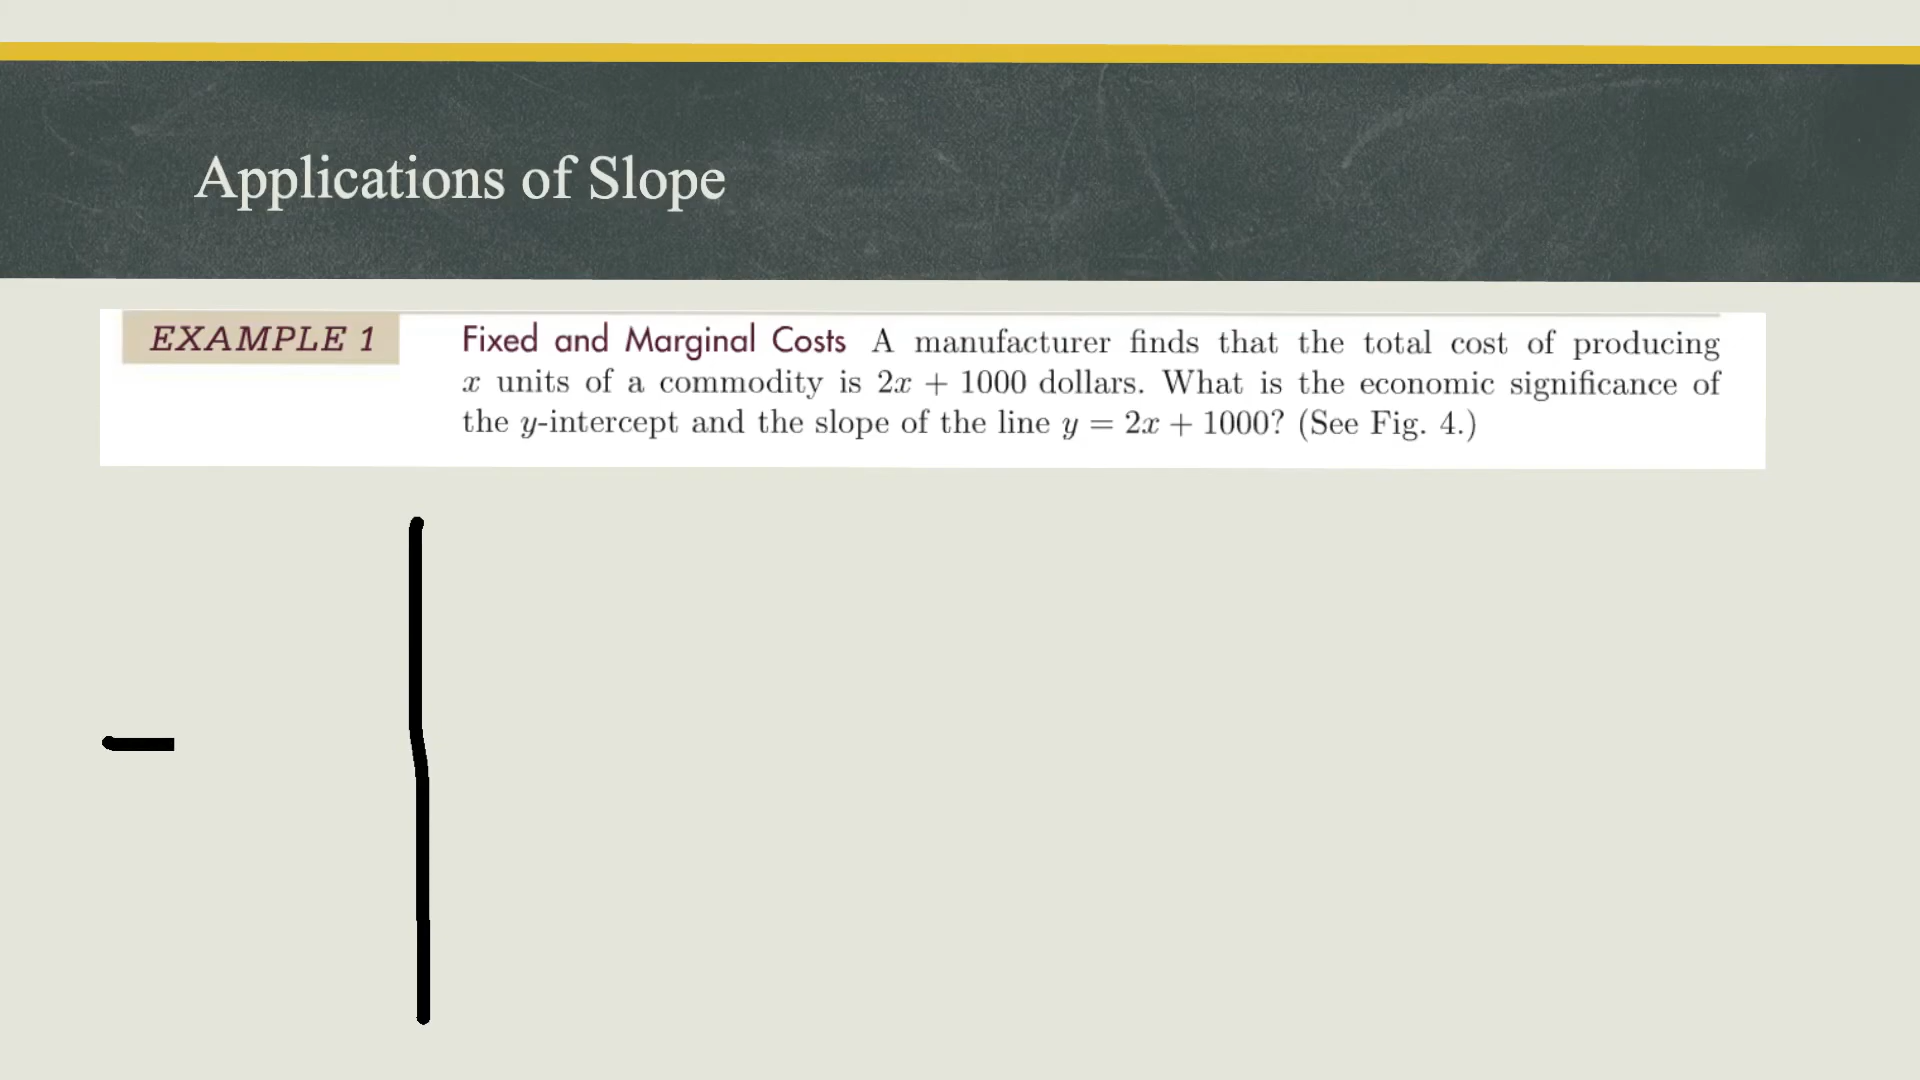 Applications of Slope
EXAMPLE 1 Fixed and Marginal Costs A manufacturer finds that the total cost of producing
x units of a commodity is 2x + 1000 dollars. What is the economic significance of
the y-intercept and the slope of the line y = 2x + 1000? (See Fig. 4.)